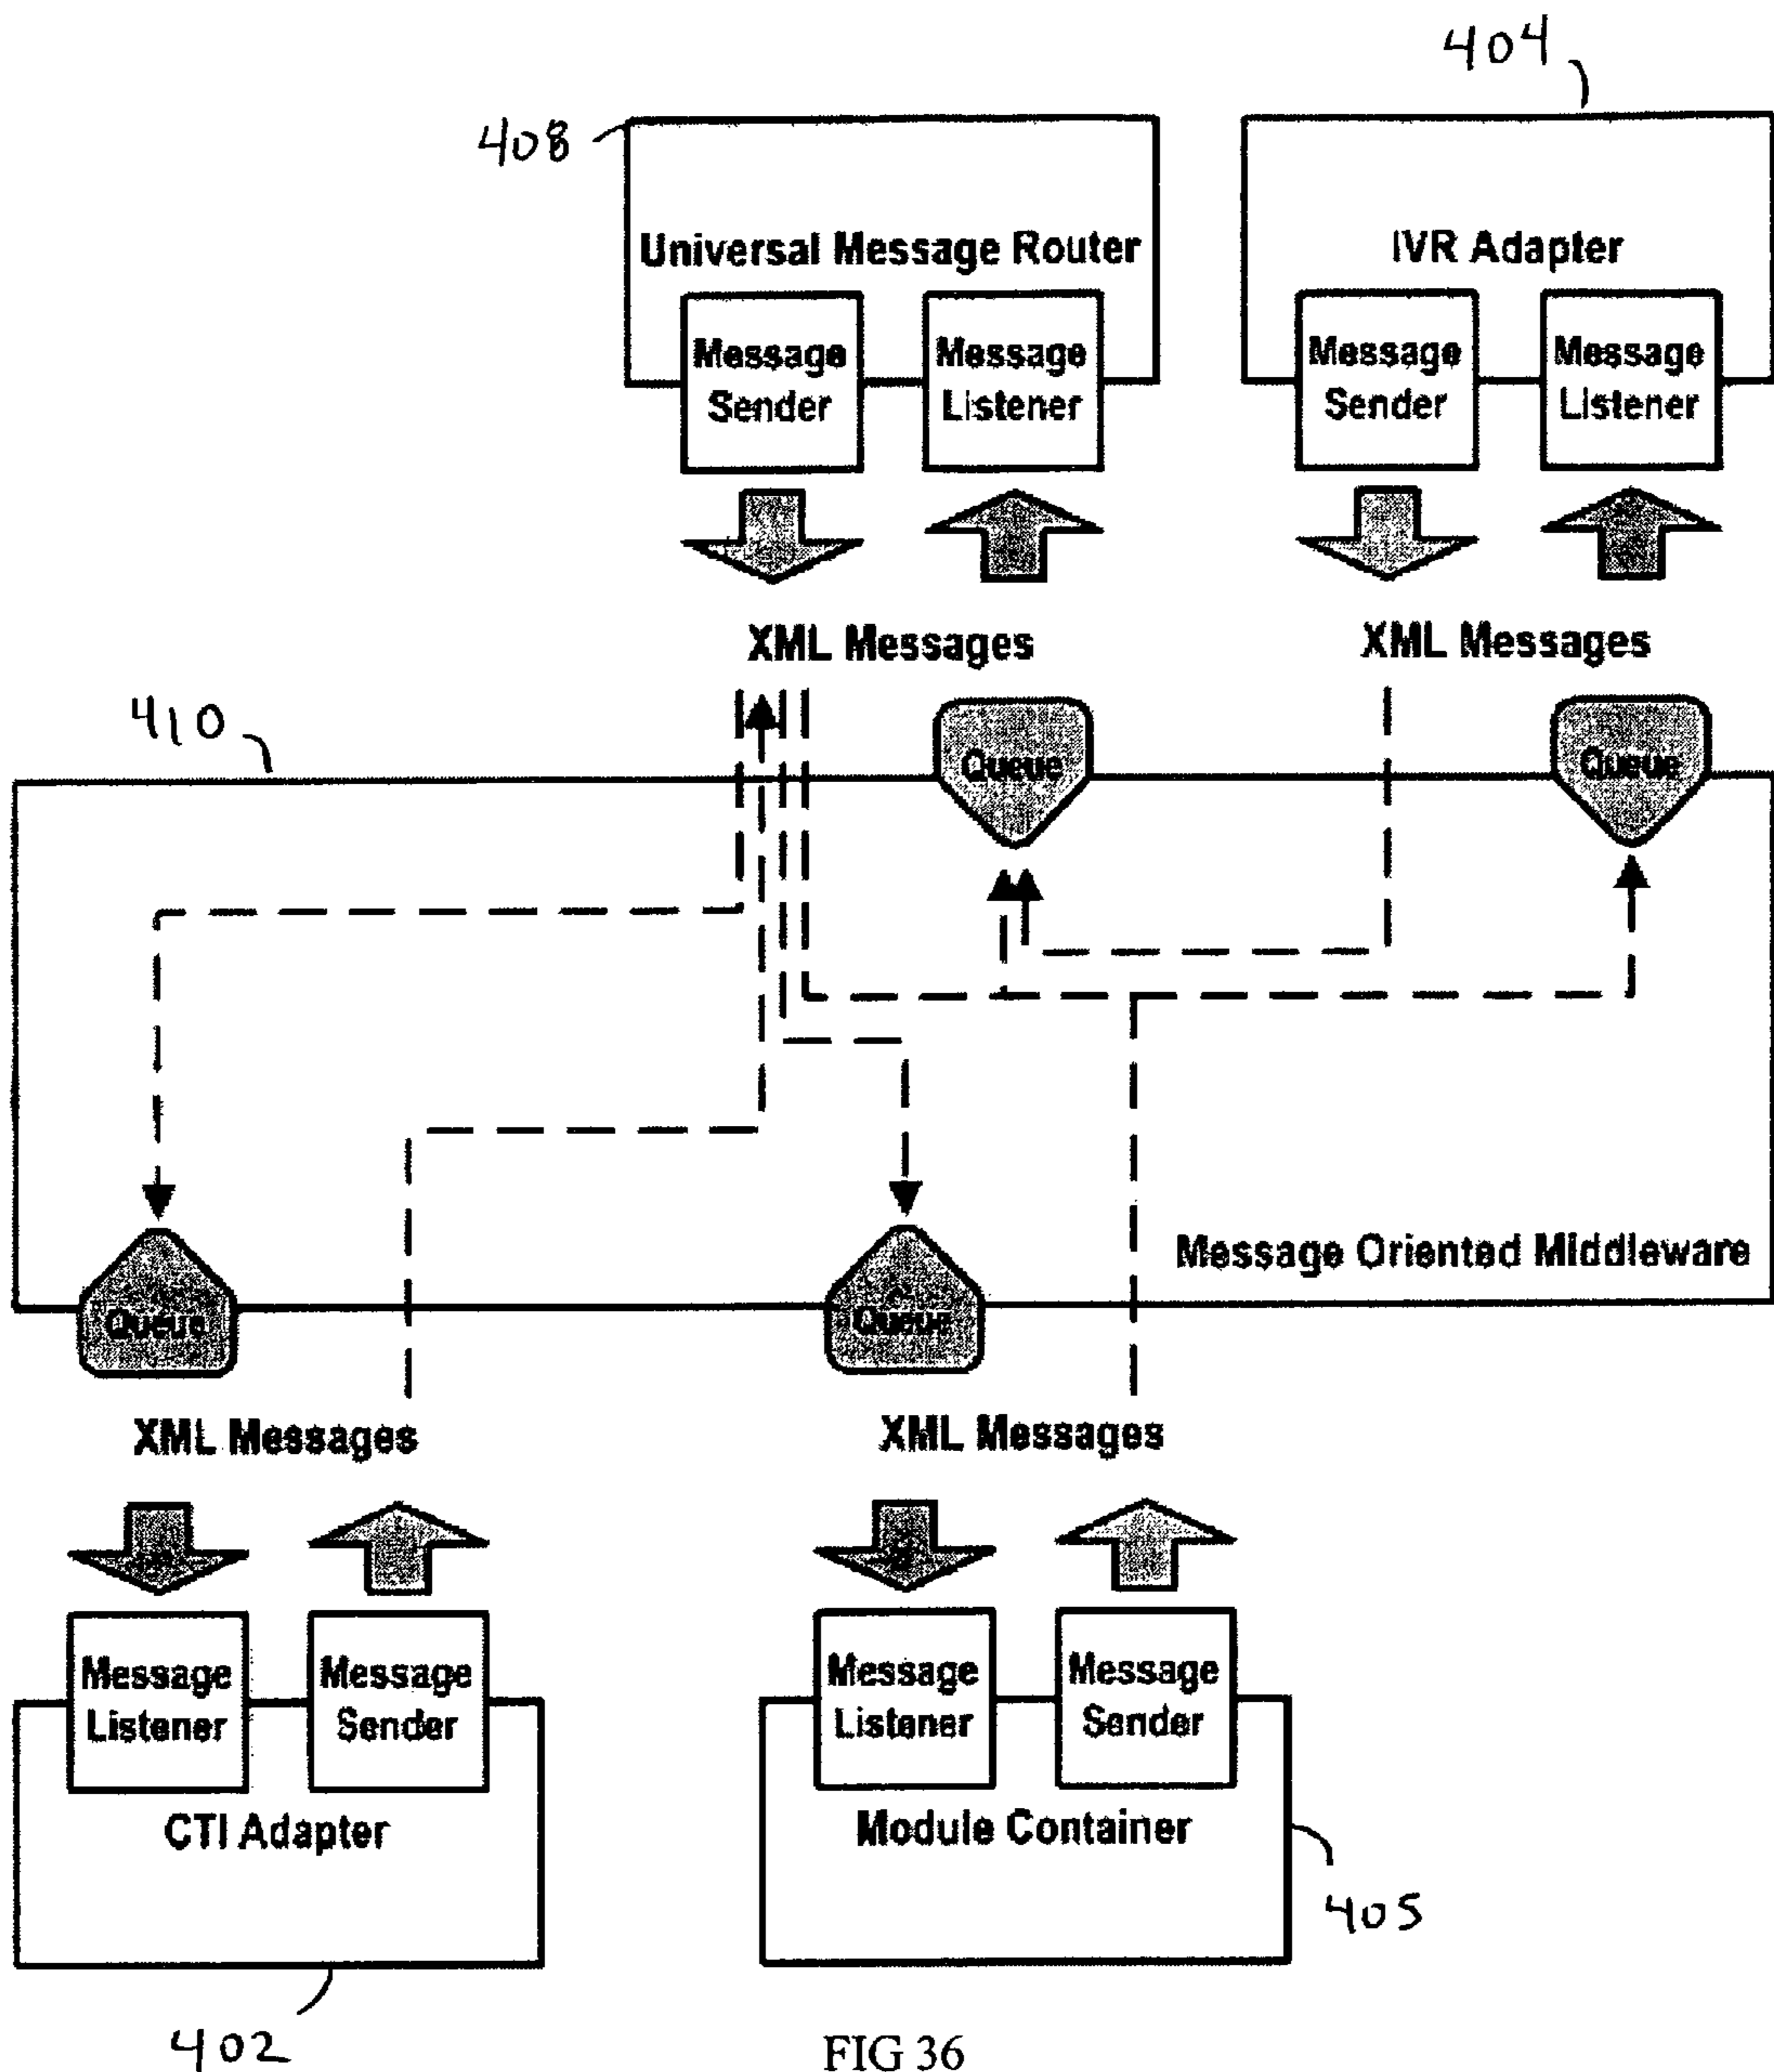 404
408
Universal Message Router
IVR Adapter
Message
Sender
Message
Listener
Message
Sender
Message
Listener
XML Messages
XML Messages
410
Queue
Queue
Message Oriented Middleware
Queue
Queue
XML Messages
XML Messages
Message
Listener
Message
Sender
Message
Listener
Message
Sender
CTI Adapter
Module Container
405
402
FIG 36